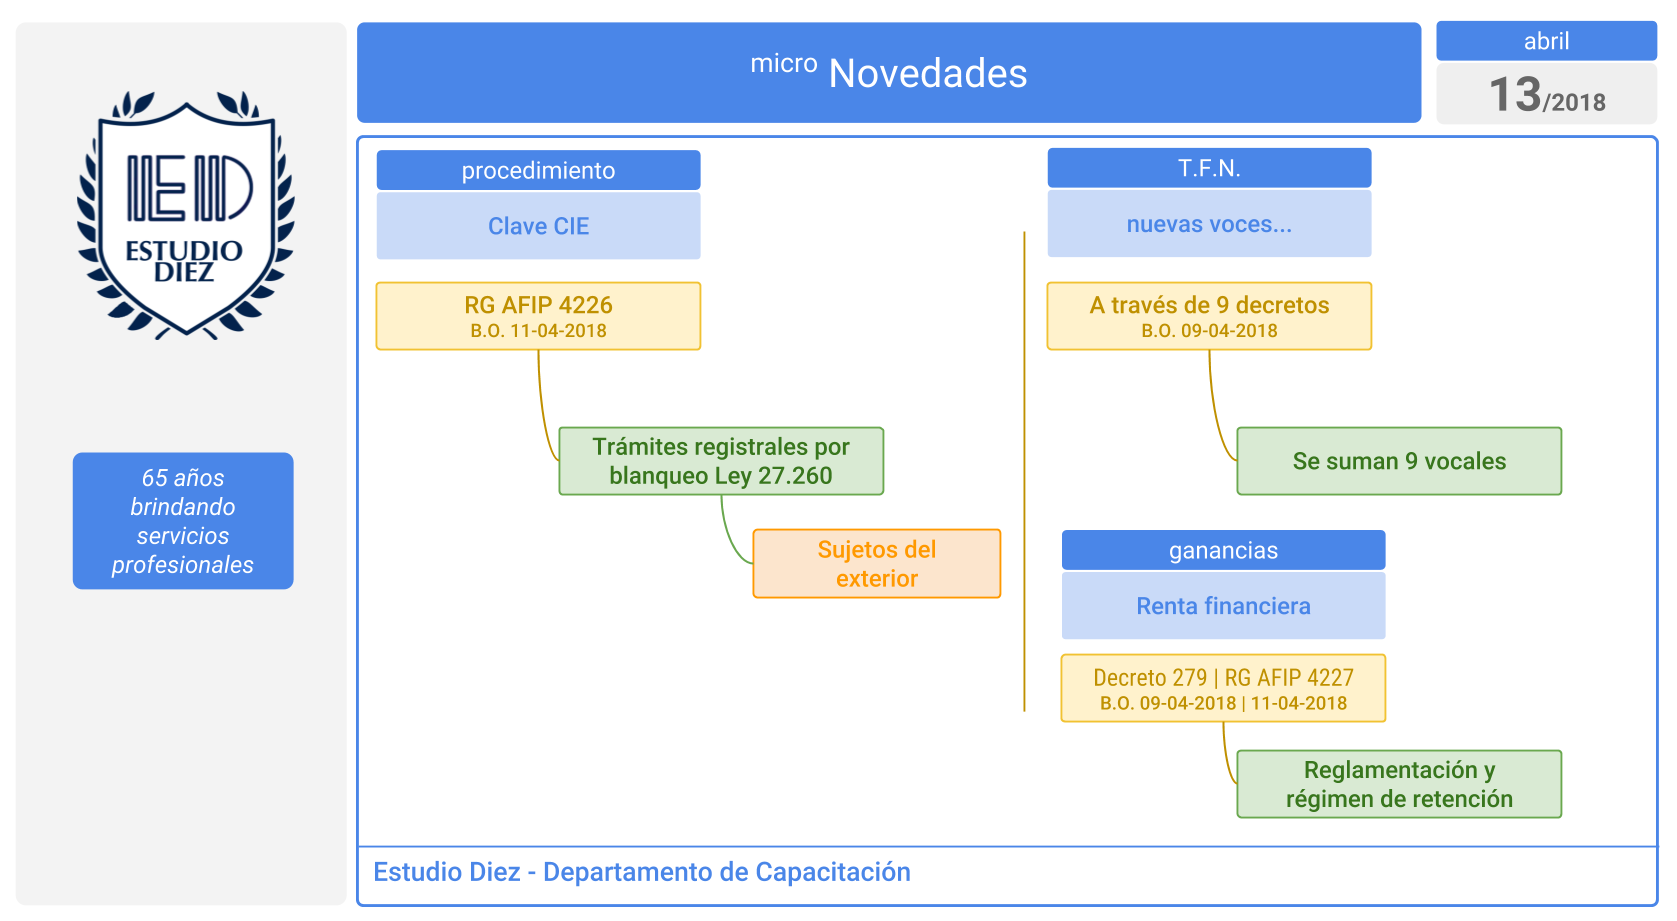 ED
ESTUDIO
DIEZ
65 años
brindando
servicios
profesionales
micro Novedades
abril
13/2018
procedimiento
Clave CIE
RG AFIP 4226
B.O. 11-04-2018
Trámites registrales por
blanqueo Ley 27.260
Sujetos del
exterior
T.F.N.
nuevas voces...
A través de 9 decretos
B.O. 09-04-2018
Se suman 9 vocales
ganancias
Renta financiera
Decreto 279 | RG AFIP 4227
B.O. 09-04-2018 | 11-04-2018
Reglamentación y
régimen de retención
Estudio Diez - Departamento de Capacitación